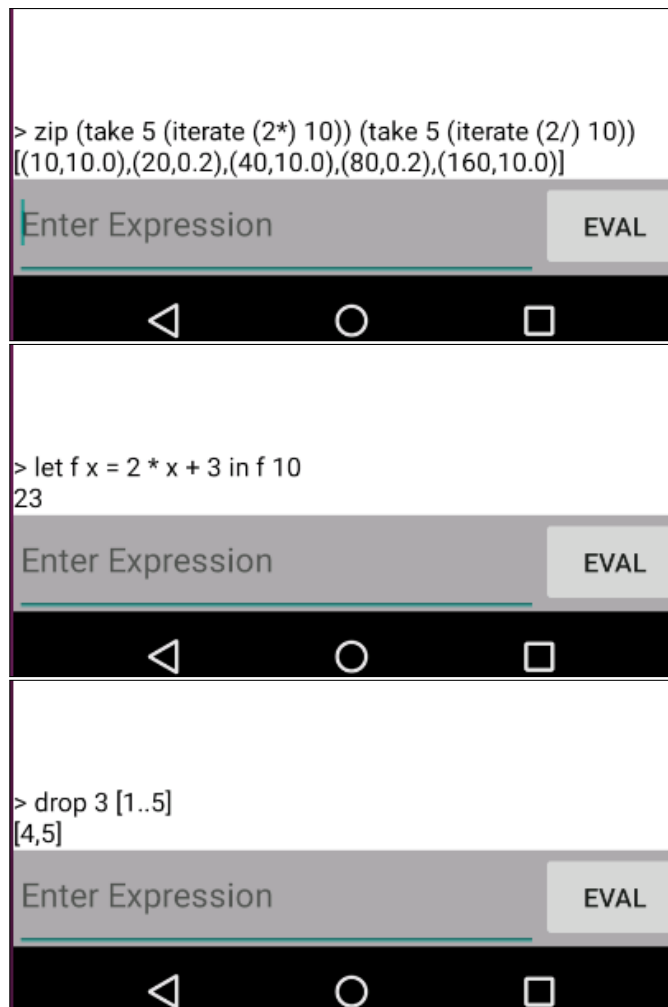 > zip (take 5 (iterate (2*) 10)) (take 5 (iterate (2/) 10))
[(10,10.0),(20,0.2),(40,10.0),(80,0.2),(160,10.0)]
Enter Expression
EVAL
> let f x = 2 * x + 3 in f 10
23
Enter Expression
EVAL
> drop 3 [1..5]
[4,5]
Enter Expression
EVAL